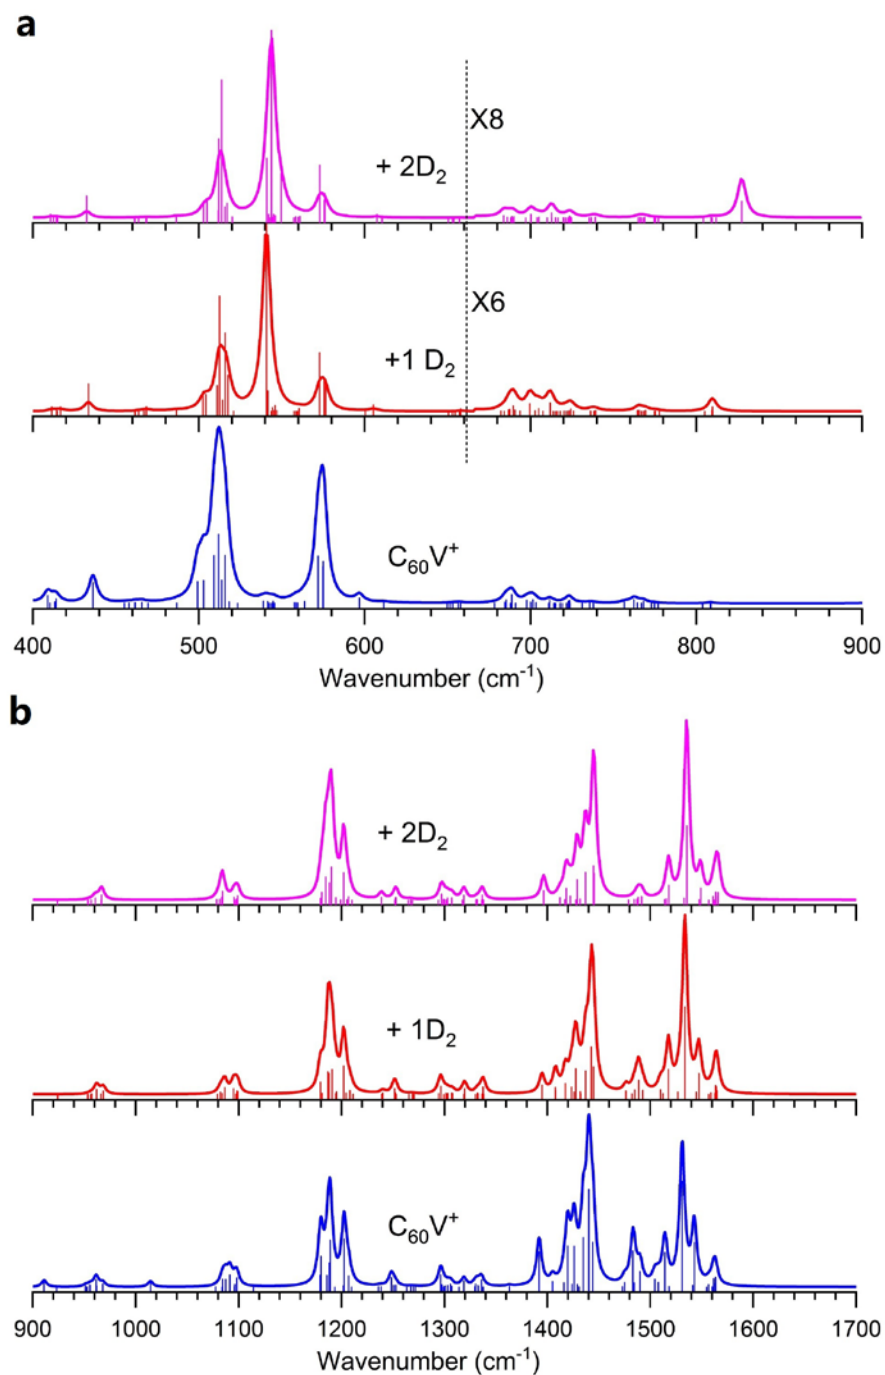 a
X8
+ 2D₂
X6
+1 D₂
C₆₀V⁺
400 500 600 700 800 900
Wavenumber (cm⁻¹)
b
+ 2D₂
+ 1D₂
C₆₀V⁺
900 1000 1100 1200 1300 1400 1500 1600 1700
Wavenumber (cm⁻¹)